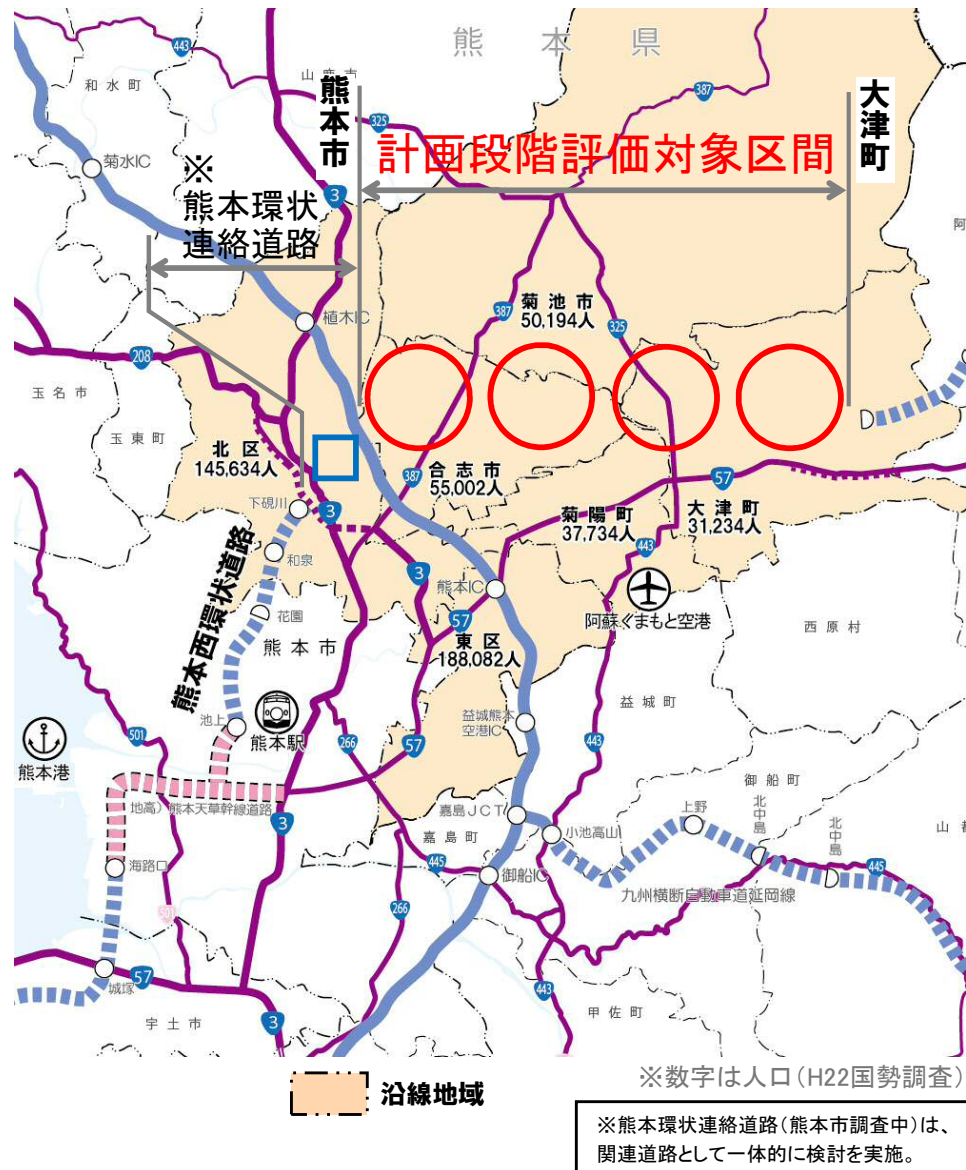 熊本県
443
和水町
山鹿市
387
325
熊本市
大津町
計画段階評価対象区間
菊水IC
※
熊本環状
連絡道路
3
阿
植木IC
菊池市
50,194人
387
325
208
玉名市
玉東町
北区
145,634人
387
合志市
55,002人
57
菊陽町
37,734人
大津町
31,234人
下硯川
3
443
和泉
3
熊本IC
阿蘇くまもと空港
熊本西環状道路
花園
57
西原村
熊本市
東区
188,082人
益城町
池上
益城熊本
空港IC
熊本駅
501
266
57
443
熊本港
御船町
地高）熊本天草幹線道路
嘉島JCT
上野
北中島
3
嘉島町
小池高山
北中島
山都
海路口
445
御船IC
445
九州横断自動車道延岡線
501
266
57
城塚
443
宇土市
3
甲佐町
沿線地域
※数字は人口（H22国勢調査）
※熊本環状連絡道路（熊本市調査中）は、
関連道路として一体的に検討を実施。